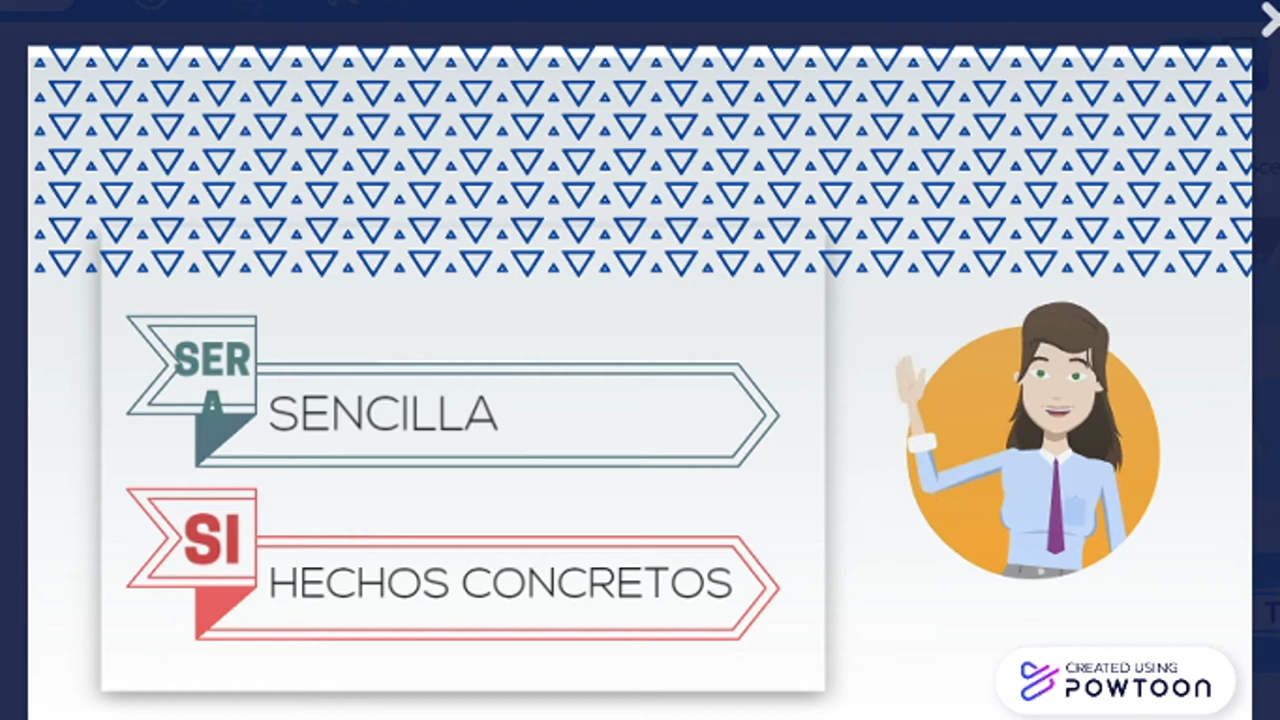 SER
A
SENCILLA
SI
HECHOS CONCRETOS
CREATED USING
POWTOON